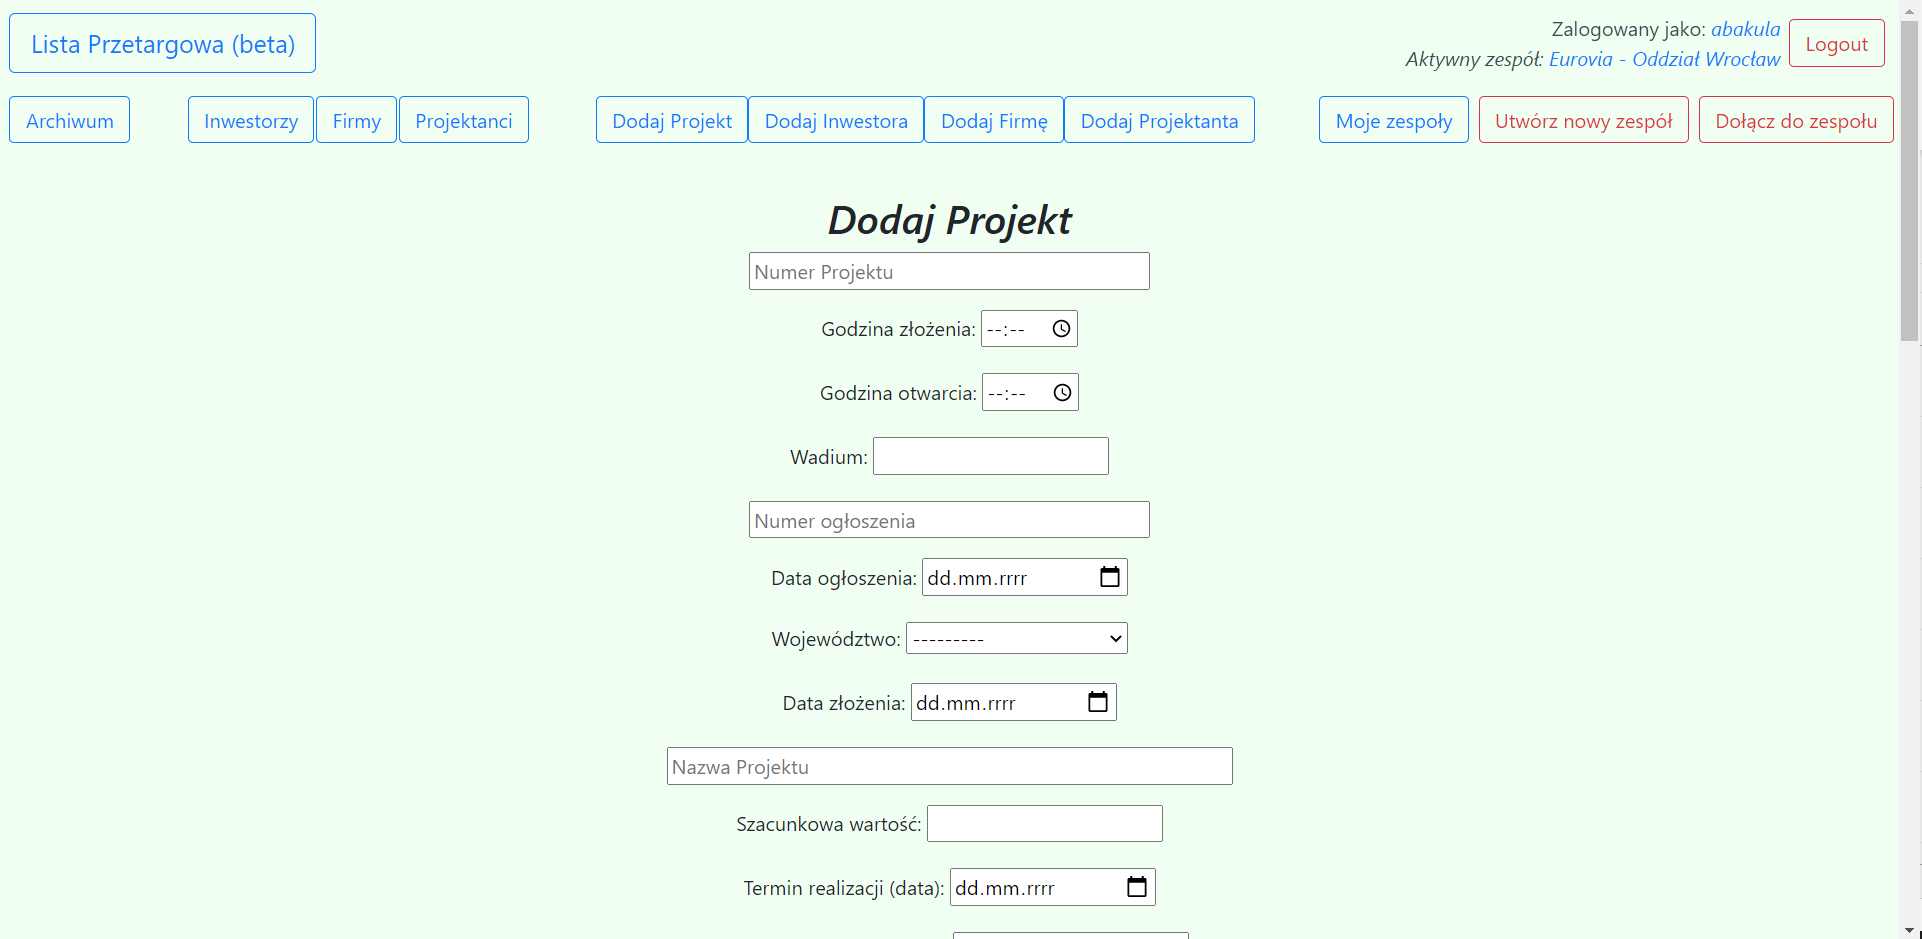 Lista Przetargowa (beta)
Zalogowany jako: abakula
Aktywny zespół: Eurovia - Oddział Wrocław
Logout
Archiwum
Inwestorzy
Firmy
Projektanci
Dodaj Projekt
Dodaj Inwestora
Dodaj Firmę
Dodaj Projektanta
Moje zespoły
Utwórz nowy zespół
Dołącz do zespołu
Dodaj Projekt
Numer Projektu
Godzina złożenia: --:--
Godzina otwarcia: --:--
Wadium:
Numer ogłoszenia
Data ogłoszenia: dd.mm.rrrr
Województwo: ---------
Data złożenia: dd.mm.rrrr
Nazwa Projektu
Szacunkowa wartość:
Termin realizacji (data): dd.mm.rrrr